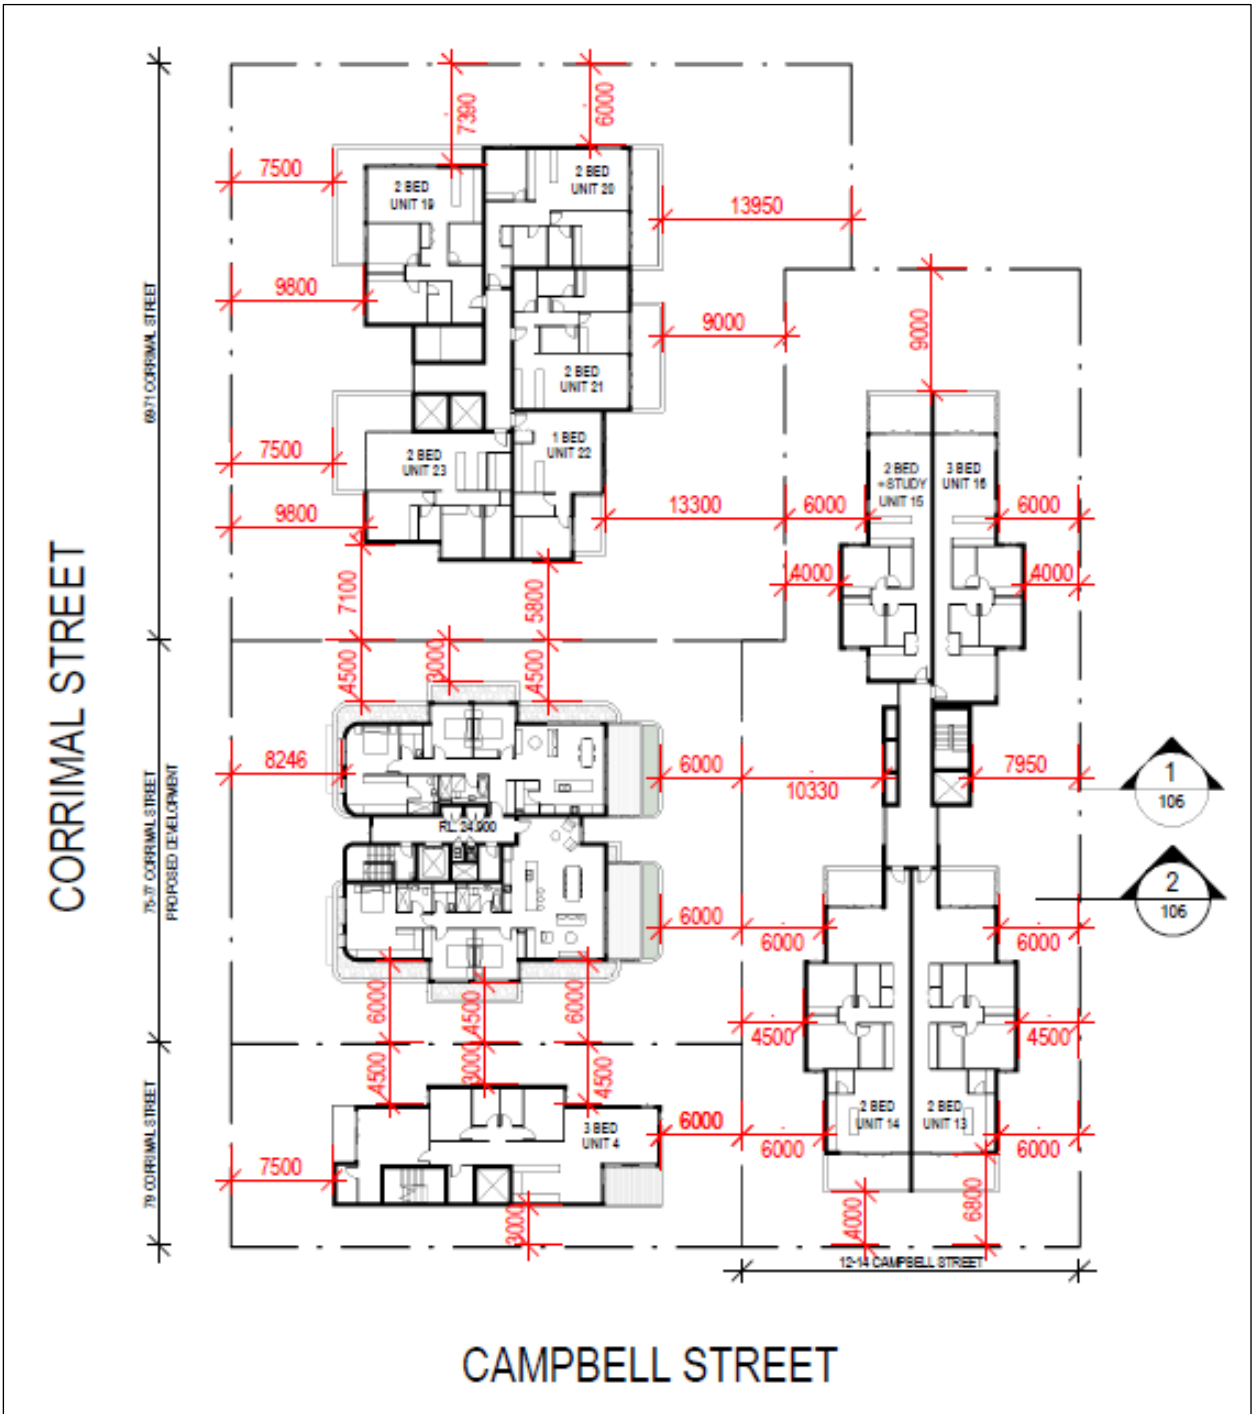 7390
6000
7500
2 BED
UNIT 19
2 BED
UNIT 20
13950
9800
9000
9000
2 BED
UNIT 21
69-71 CORRIMAL STREET
7500
2 BED
UNIT 23
1 BED
UNIT 22
2 BED
+STUDY
UNIT 15
3 BED
UNIT 16
9800
13300
6000
6000
7100
5800
4000
4000
4500
3000
4500
CORRIMAL STREET
8246
6000
10330
7950
1
106
75-77 CORRIMAL STREET
PROPOSED DEVELOPMENT
RL. 24.900
2
106
6000
6000
6000
6000
4500
6000
4500
4500
4500
3000
4500
79 CORRIMAL STREET
3 BED
UNIT 4
6000
2 BED
UNIT 14
2 BED
UNIT 13
6000
6000
7500
3000
4000
6800
12-14 CAMPBELL STREET
CAMPBELL STREET